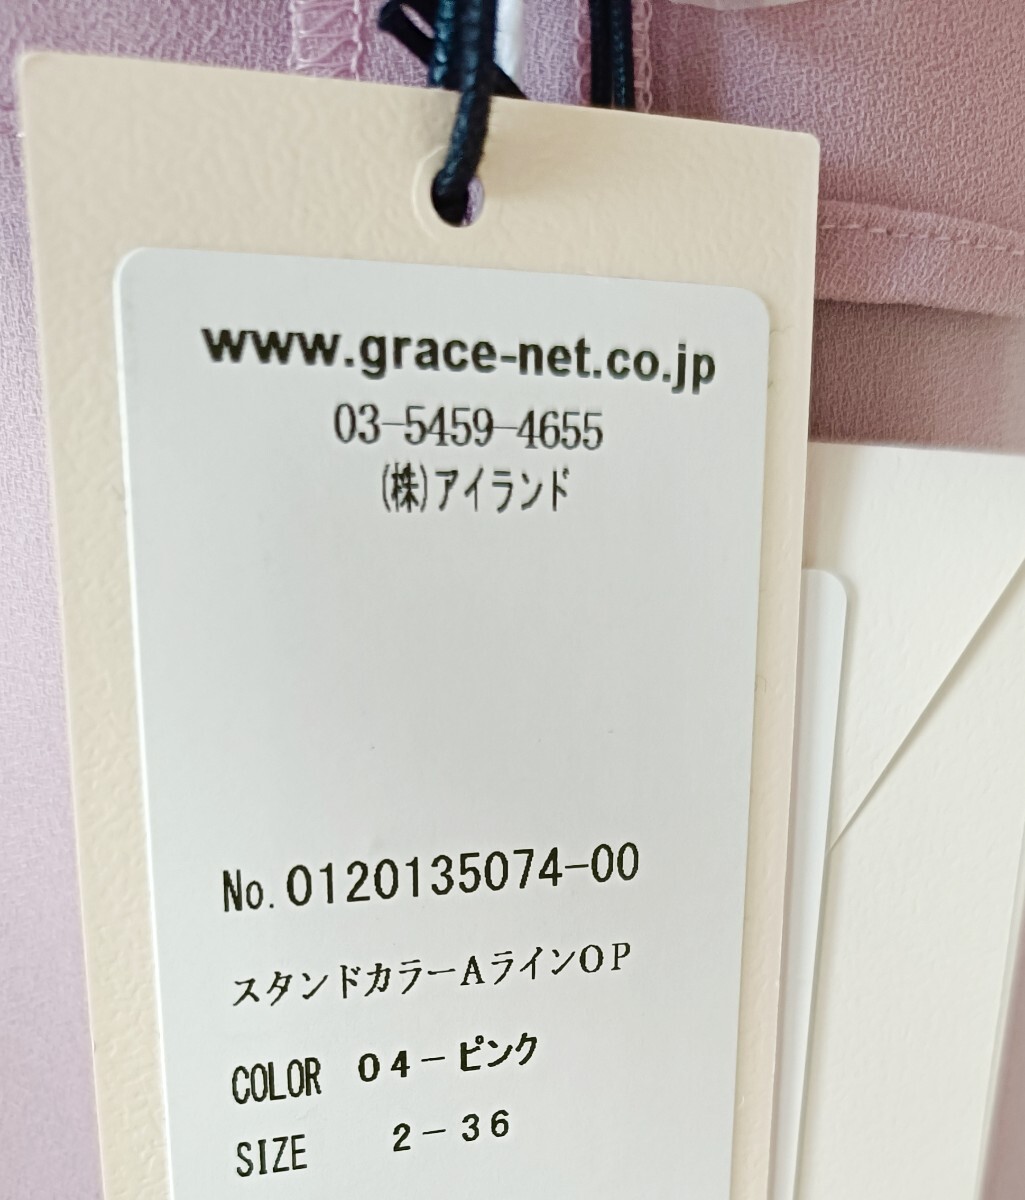 www.grace-net.co.jp
03-5459-4655
(株)アイランド
No.0120135074-00
スタンドカラーAラインOP
COLOR 04-ピンク
SIZE 2-36